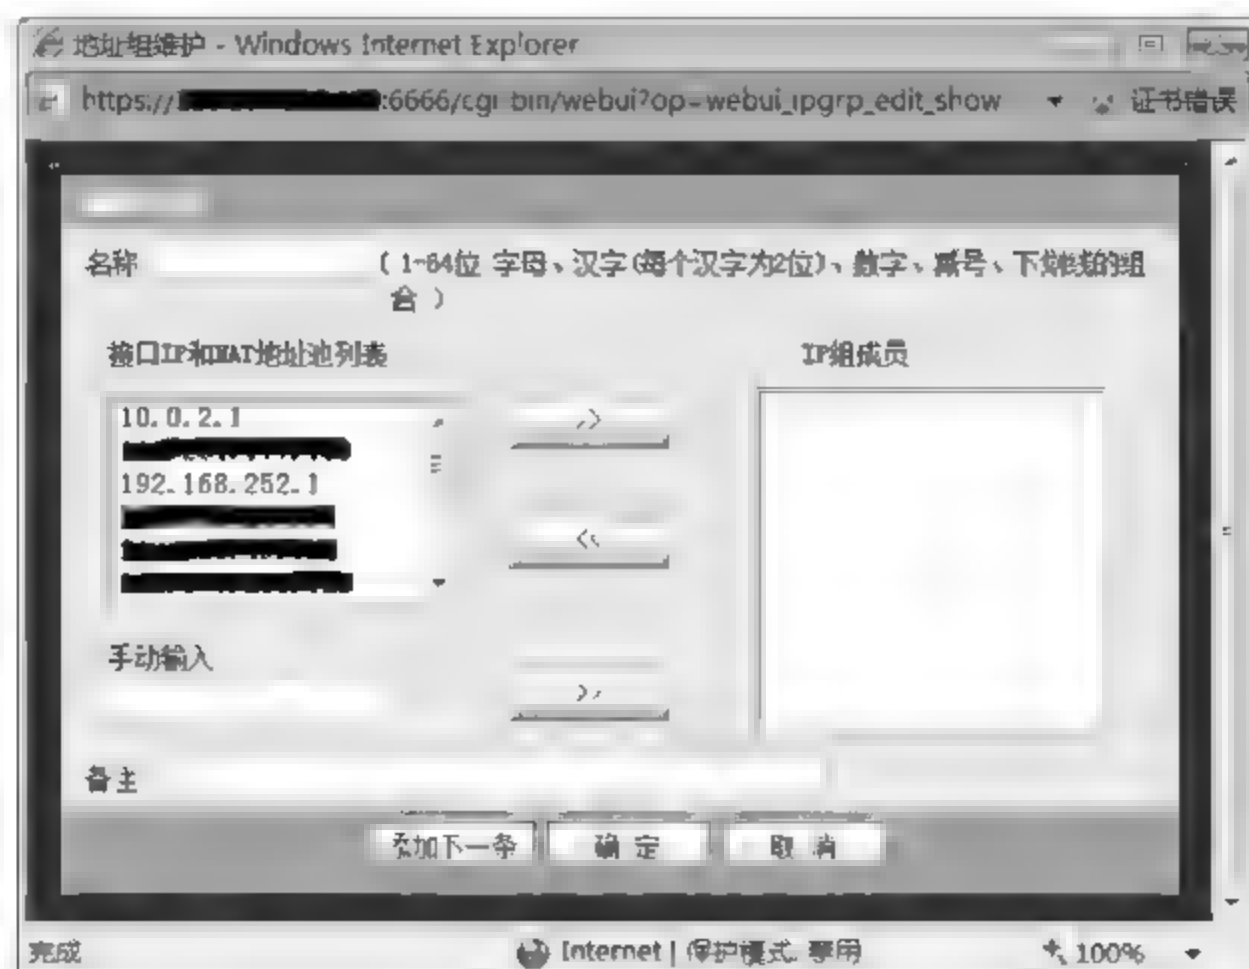 地址组维护 - Windows Internet Explorer
https:// :6666/cgi-bin/webui?op=webui_ipgrp_edit_show 证书错误
名称 ( 1-64位 字母、汉字(每个汉字为2位)、数字、减号、下划线的组
合 )
接口IP和NAT地址池列表 IP组成员
10.0.2.1 >>
192.168.252.1
<<
手动输入
>>
备注
添加下一条 确 定 取 消
完成 Internet | 保护模式: 禁用 100%